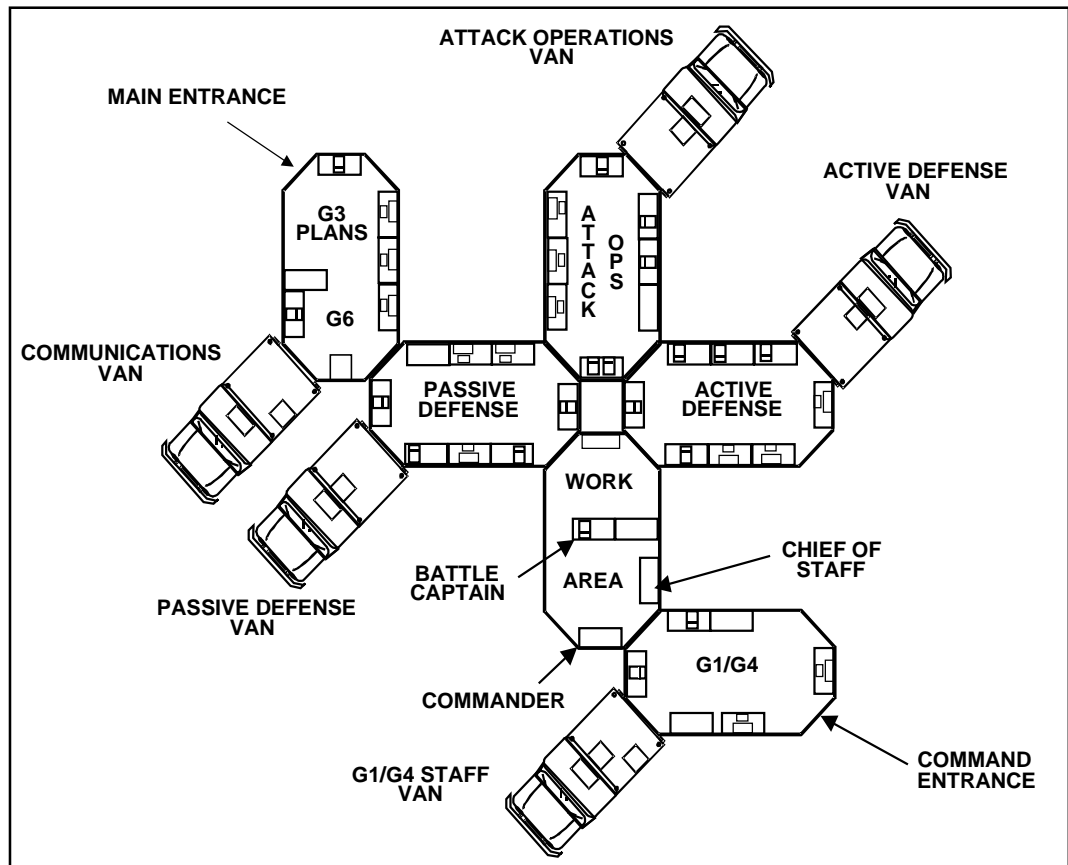 ATTACK OPERATIONS
VAN
MAIN ENTRANCE
ACTIVE DEFENSE
VAN
G3
PLANS
ATTACK
OPS
G6
COMMUNICATIONS
VAN
PASSIVE
DEFENSE
ACTIVE
DEFENSE
WORK
BATTLE
CAPTAIN
AREA
CHIEF OF
STAFF
PASSIVE DEFENSE
VAN
G1/G4
COMMANDER
G1/G4 STAFF
VAN
COMMAND
ENTRANCE